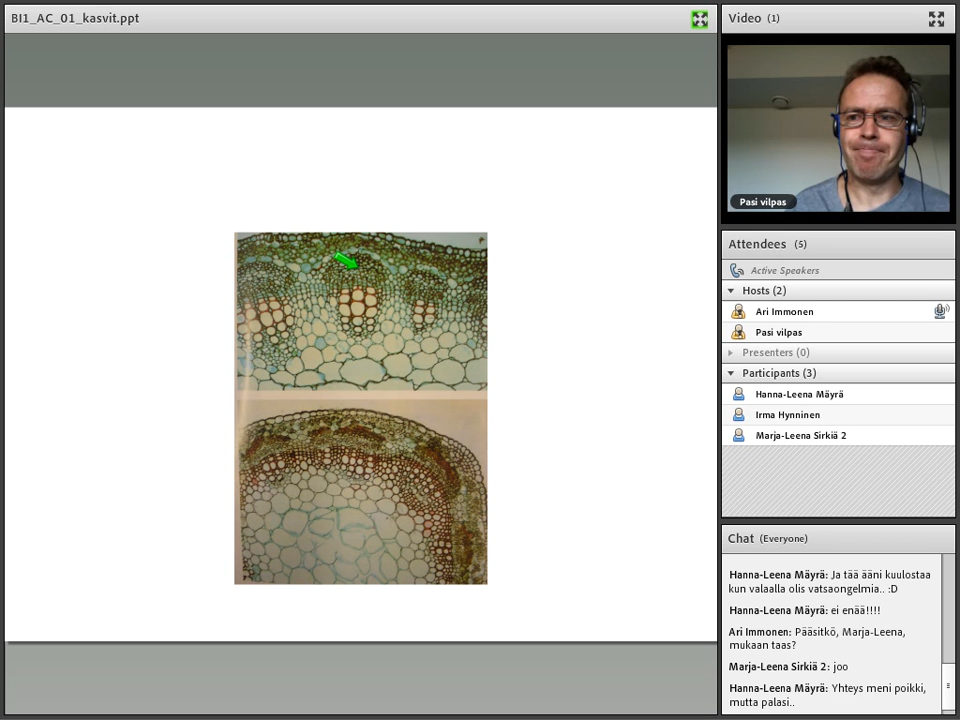 BI1_AC_01_kasvit.ppt
Video (1)
Pasi vilpas
Attendees (5)
Active Speakers
Hosts (2)
Ari Immonen
Pasi vilpas
Presenters (0)
Participants (3)
Hanna-Leena Mäyrä
Irma Hynninen
Marja-Leena Sirkiä 2
Chat (Everyone)
Hanna-Leena Mäyrä: Ja tää ääni kuulostaa
kun valaalla olis vatsaongelmia.. :D
Hanna-Leena Mäyrä: ei enää!!!!
Ari Immonen: Pääsitkö, Marja-Leena,
mukaan taas?
Marja-Leena Sirkiä 2: joo
Hanna-Leena Mäyrä: Yhteys meni poikki,
mutta palasi..